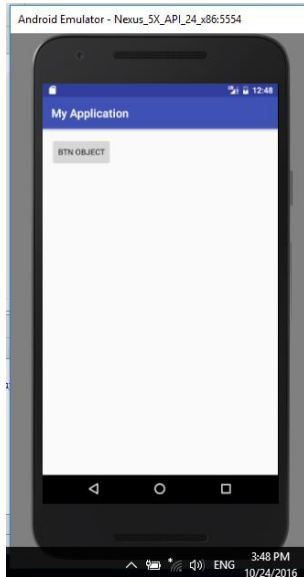 Android Emulator - Nexus_5X_API_24_x86:5554
12:48
My Application
BTN OBJECT
ENG
3:48 PM
10/24/2016